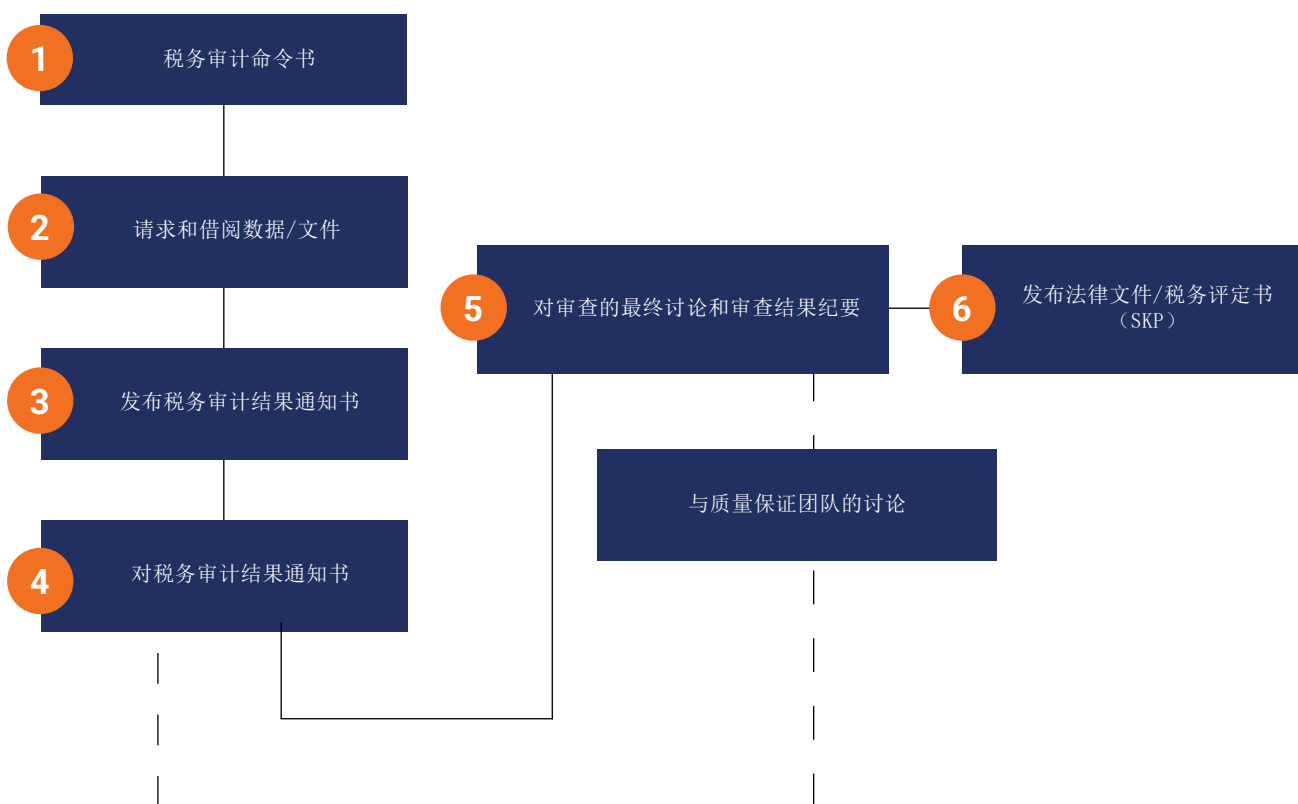 1
税务审计命令书
2
请求和借阅数据/文件
3
发布税务审计结果通知书
4
对税务审计结果通知书
5
对审查的最终讨论和审查结果纪要
6
发布法律文件/税务评定书
（SKP）
与质量保证团队的讨论